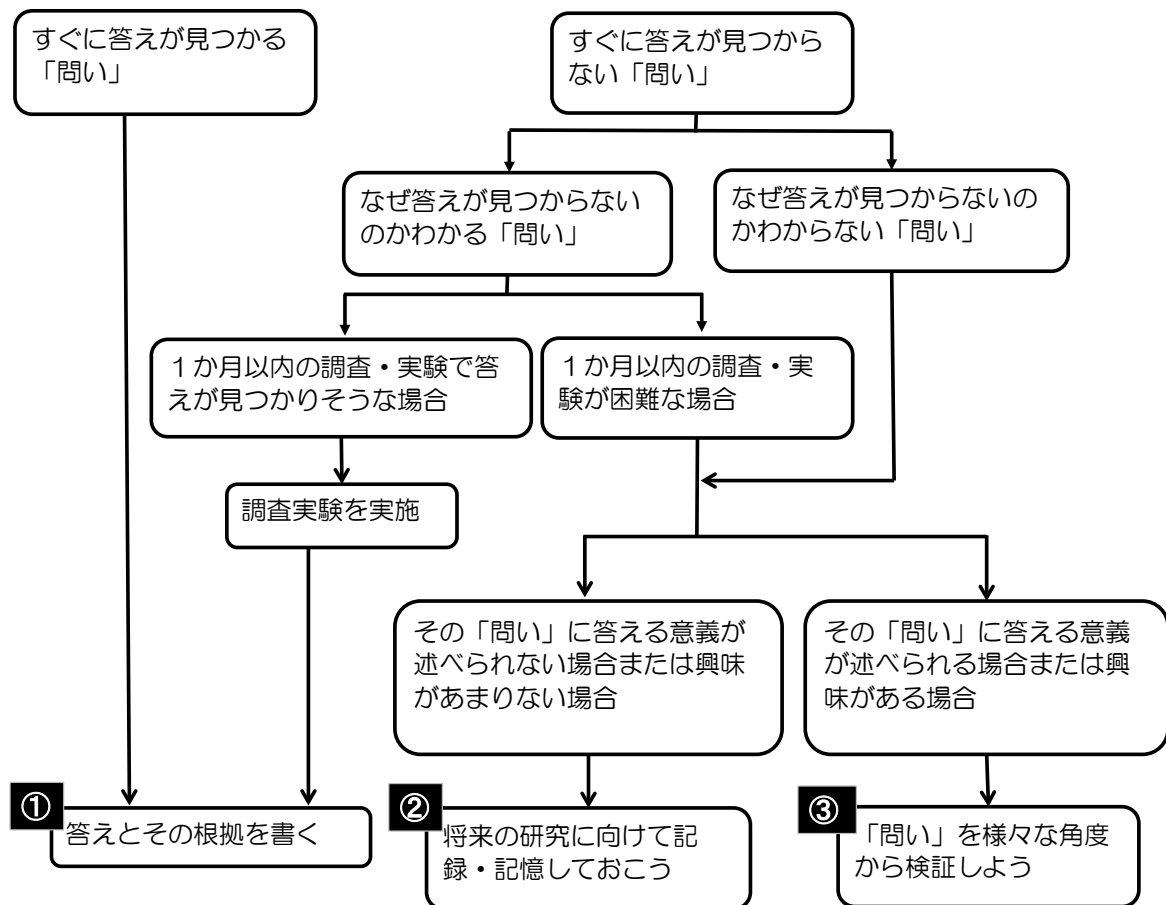 すぐに答えが見つかる
「問い」
すぐに答えが見つから
ない「問い」
なぜ答えが見つからない
のかわかる「問い」
なぜ答えが見つからないの
かわからない「問い」
１か月以内の調査・実験で答
えが見つかりそうな場合
１か月以内の調査・実
験が困難な場合
調査実験を実施
その「問い」に答える意義が
述べられない場合または興味
があまりない場合
その「問い」に答える意義
が述べられる場合または興
味がある場合
①
答えとその根拠を書く
②
将来の研究に向けて記
録・記憶しておこう
③
「問い」を様々な角度
から検証しよう